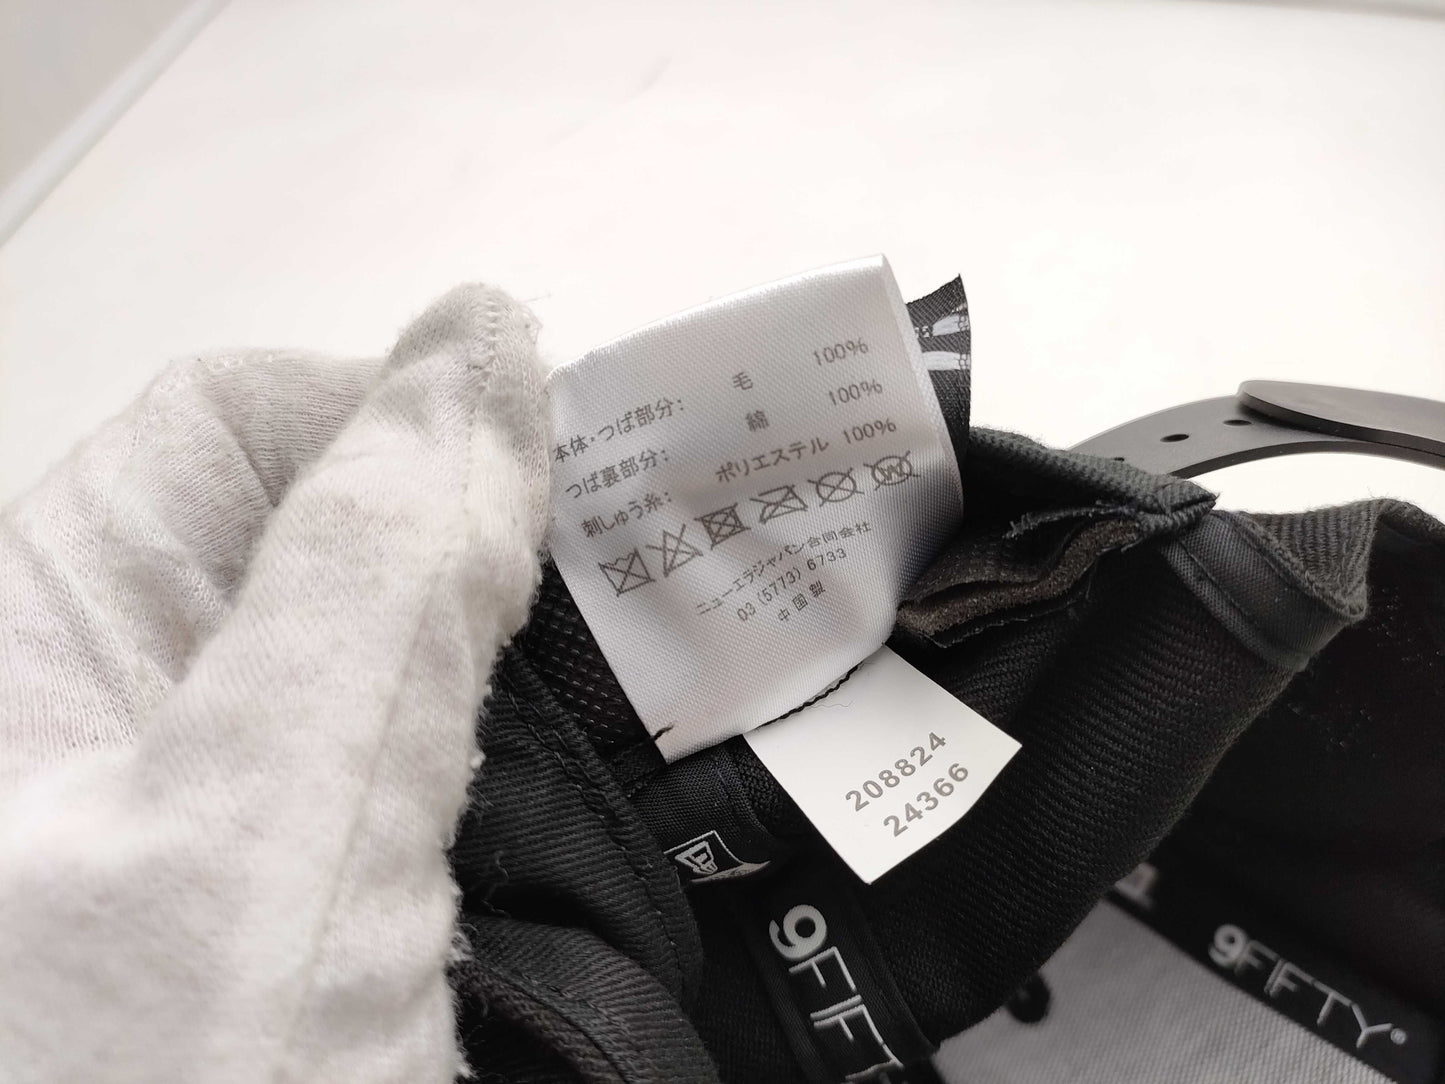 本体・つば部分: 毛 100%
つば裏部分: 綿 100%
刺しゅう糸: ポリエステル 100%
W
ニューエラジャパン合同会社
03 (5773) 6733
中国製
208824
24366
9FIFT
9FIFTY®